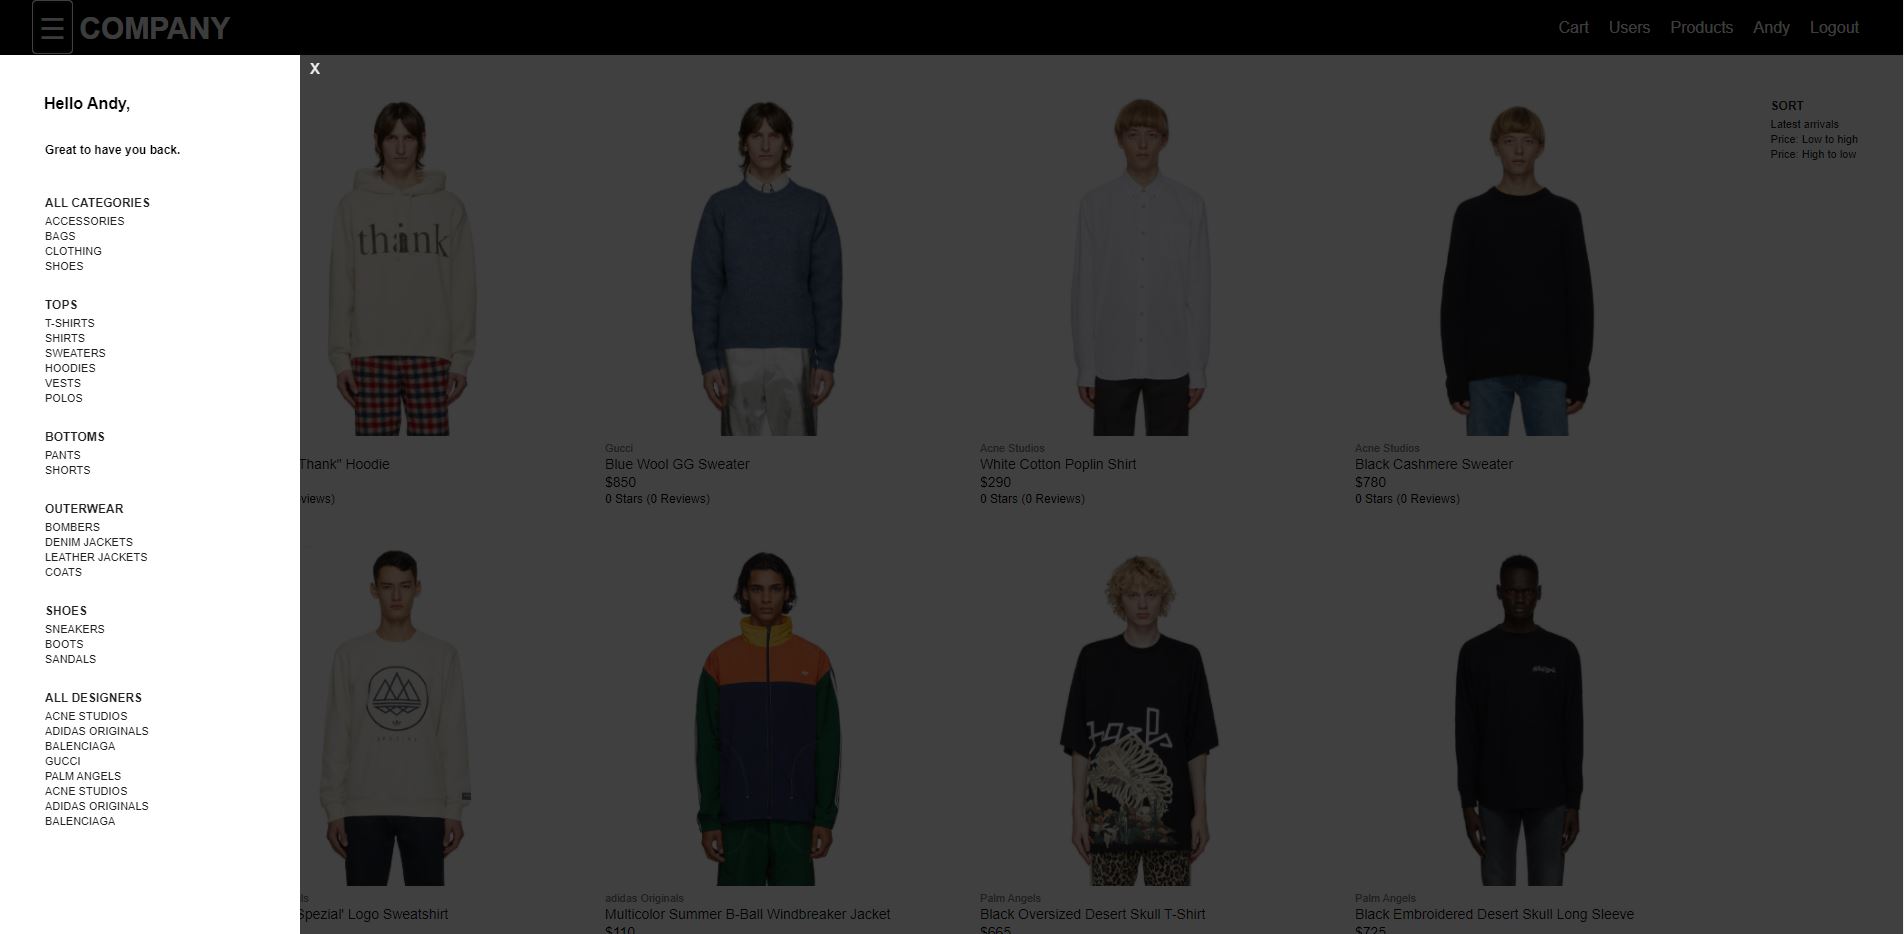 ☰ COMPANY
Cart Users Products Andy Logout
X
Hello Andy,
Great to have you back.
ALL CATEGORIES
ACCESSORIES
BAGS
CLOTHING
SHOES
TOPS
T-SHIRTS
SHIRTS
SWEATERS
HOODIES
VESTS
POLOS
BOTTOMS
PANTS
SHORTS
OUTERWEAR
BOMBERS
DENIM JACKETS
LEATHER JACKETS
COATS
SHOES
SNEAKERS
BOOTS
SANDALS
ALL DESIGNERS
ACNE STUDIOS
ADIDAS ORIGINALS
BALENCIAGA
GUCCI
PALM ANGELS
ACNE STUDIOS
ADIDAS ORIGINALS
BALENCIAGA
SORT
Latest arrivals
Price: Low to high
Price: High to low
Thank" Hoodie
views)
Gucci
Blue Wool GG Sweater
$850
0 Stars (0 Reviews)
Acne Studios
White Cotton Poplin Shirt
$290
0 Stars (0 Reviews)
Acne Studios
Black Cashmere Sweater
$780
0 Stars (0 Reviews)
ls
Spezial' Logo Sweatshirt
adidas Originals
Multicolor Summer B-Ball Windbreaker Jacket
$110
Palm Angels
Black Oversized Desert Skull T-Shirt
$665
Palm Angels
Black Embroidered Desert Skull Long Sleeve
$725